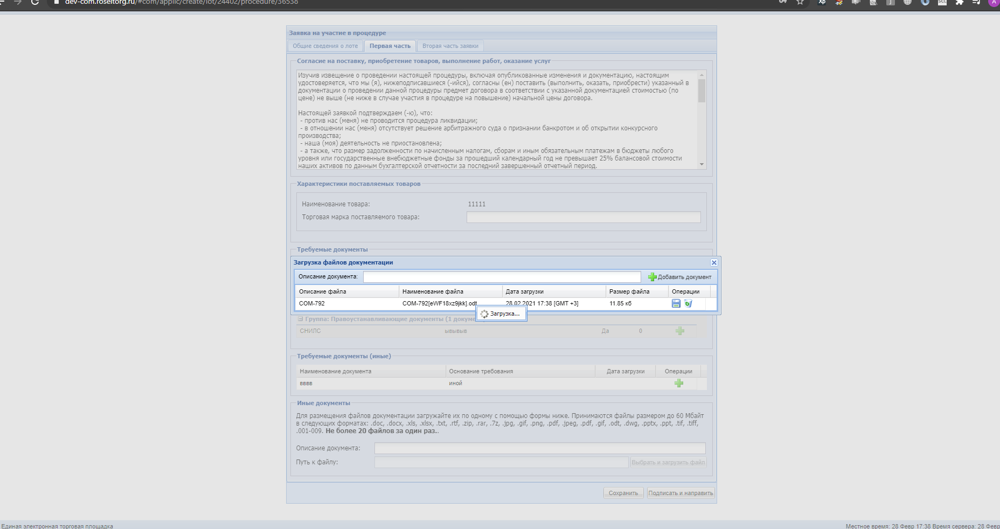 dev-com.roseltorg.ru/#com/applic/create/lot/24402/procedure/36538
Заявка на участие в процедуре
Общие сведения о лоте Первая часть Вторая часть заявки
Согласие на поставку, приобретение товаров, выполнение работ, оказание услуг
Изучив извещение о проведении настоящей процедуры, включая опубликованные изменения и документацию, настоящим
удостоверяется, что мы (я), нижеподписавшиеся (-ийся), согласны (ен) поставить (выполнить, оказать, приобрести) указанный в
документации о проведении данной процедуры предмет договора в соответствии с указанной документацией стоимостью (по
цене) не выше (не ниже в случае участия в процедуре на повышение) начальной цены договора.
Настоящей заявкой подтверждаем (-ю), что:
- против нас (меня) не проводится процедура ликвидации;
- в отношении нас (меня) отсутствует решение арбитражного суда о признании банкротом и об открытии конкурсного
производства;
- наша (моя) деятельность не приостановлена;
- а также, что размер задолженности по начисленным налогам, сборам и иным обязательным платежам в бюджеты любого
уровня или государственные внебюджетные фонды за прошедший календарный год не превышает 25% балансовой стоимости
наших активов по данным бухгалтерской отчетности за последний завершенный отчетный период.
Характеристики поставляемых товаров
Наименование товара: 11111
Торговая марка поставляемого товара:
Требуемые документы
Загрузка файлов документации
Описание документа: Добавить документ
Описание файла Наименование файла Дата загрузки Размер файла Операции
COM-792 COM-792[eWF18xz9jkk].odt 28.02.2021 17:38 [GMT +3] 11.85 кб
Загрузка...
Группа: Правоустанавливающие документы (1 докуме
СНИЛС ывывыв Да 0
Требуемые документы (иные)
Наименование документа Основание требования Дата загрузки Операции
вввв иной
Иные документы
Для размещения файлов документации загружайте их по одному с помощью формы ниже. Принимаются файлы размером до 60 Мбайт
в следующих форматах: .doc, .docx, .xls, .xlsx, .txt, .rtf, .zip, .rar, .7z, .jpg, .gif, .png, .pdf, .jpeg, .pdf, .gif, .odt, .dwg, .pptx, .ppt, .tif, .tiff,
.001-009. Не более 20 файлов за один раз..
Описание документа:
Путь к файлу: Выбрать и загрузить файл
Сохранить Подписать и направить
Единая электронная торговая площадка
Местное время: 28 Февр 17:38 Время сервера: 28 Февр